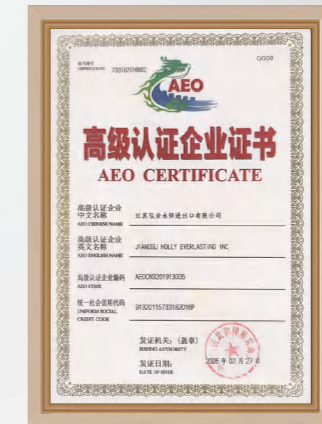 AEO
高级认证企业证书
AEO CERTIFICATE
高级认证企业
中文名称
江苏弘业永恒进出口有限公司
AEO CHINESE NAME
高级认证企业
英文名称
JIANGSU HOLLY EVERLASTING INC
AEO ENGLISH NAME
高级认证企业编码
AEOCN3201913005
AEO CODE
统一社会信用代码
UNIFORM SOCIAL
CREDIT CODE
发证机关:(盖章)
ISSUING AUTHORITY
发证日期:
DATE OF ISSUE